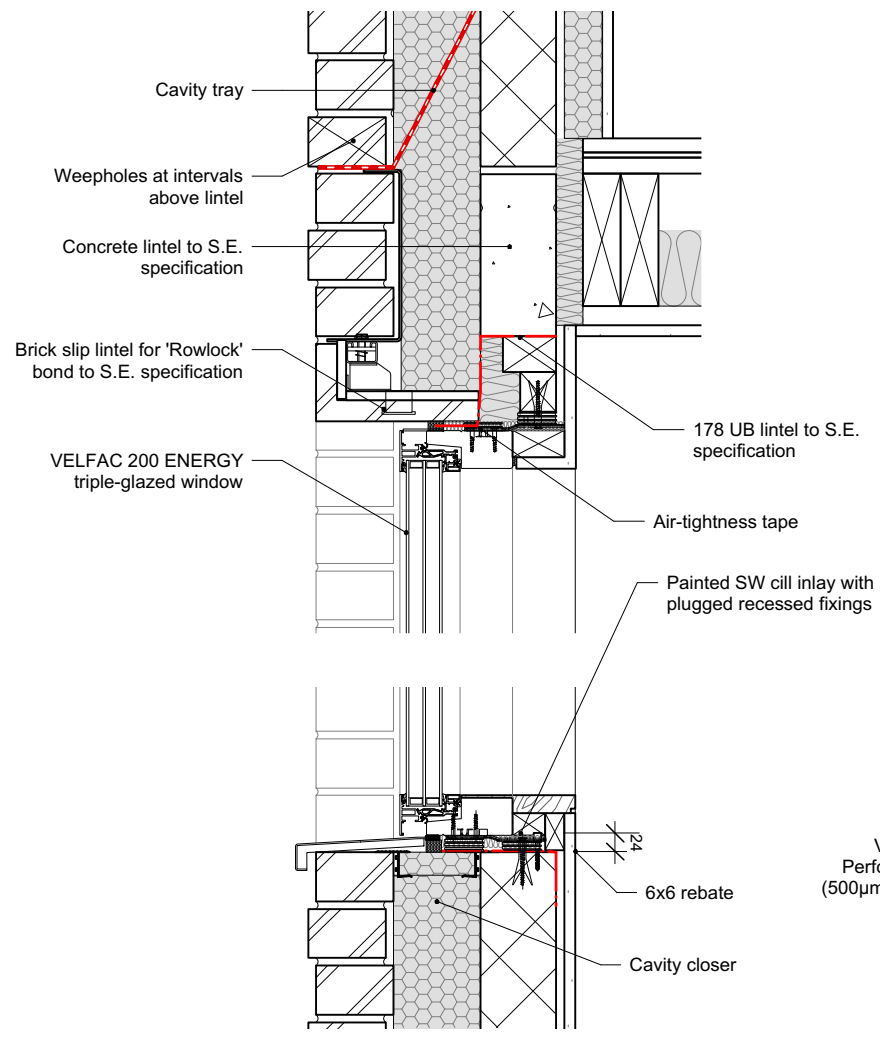 Cavity tray
Weepholes at intervals
above lintel
Concrete lintel to S.E.
specification
Brick slip lintel for 'Rowlock'
bond to S.E. specification
VELFAC 200 ENERGY
triple-glazed window
178 UB lintel to S.E.
specification
Air-tightness tape
Painted SW cill inlay with
plugged recessed fixings
24
6x6 rebate
Cavity closer
V
Perfo
(500µm